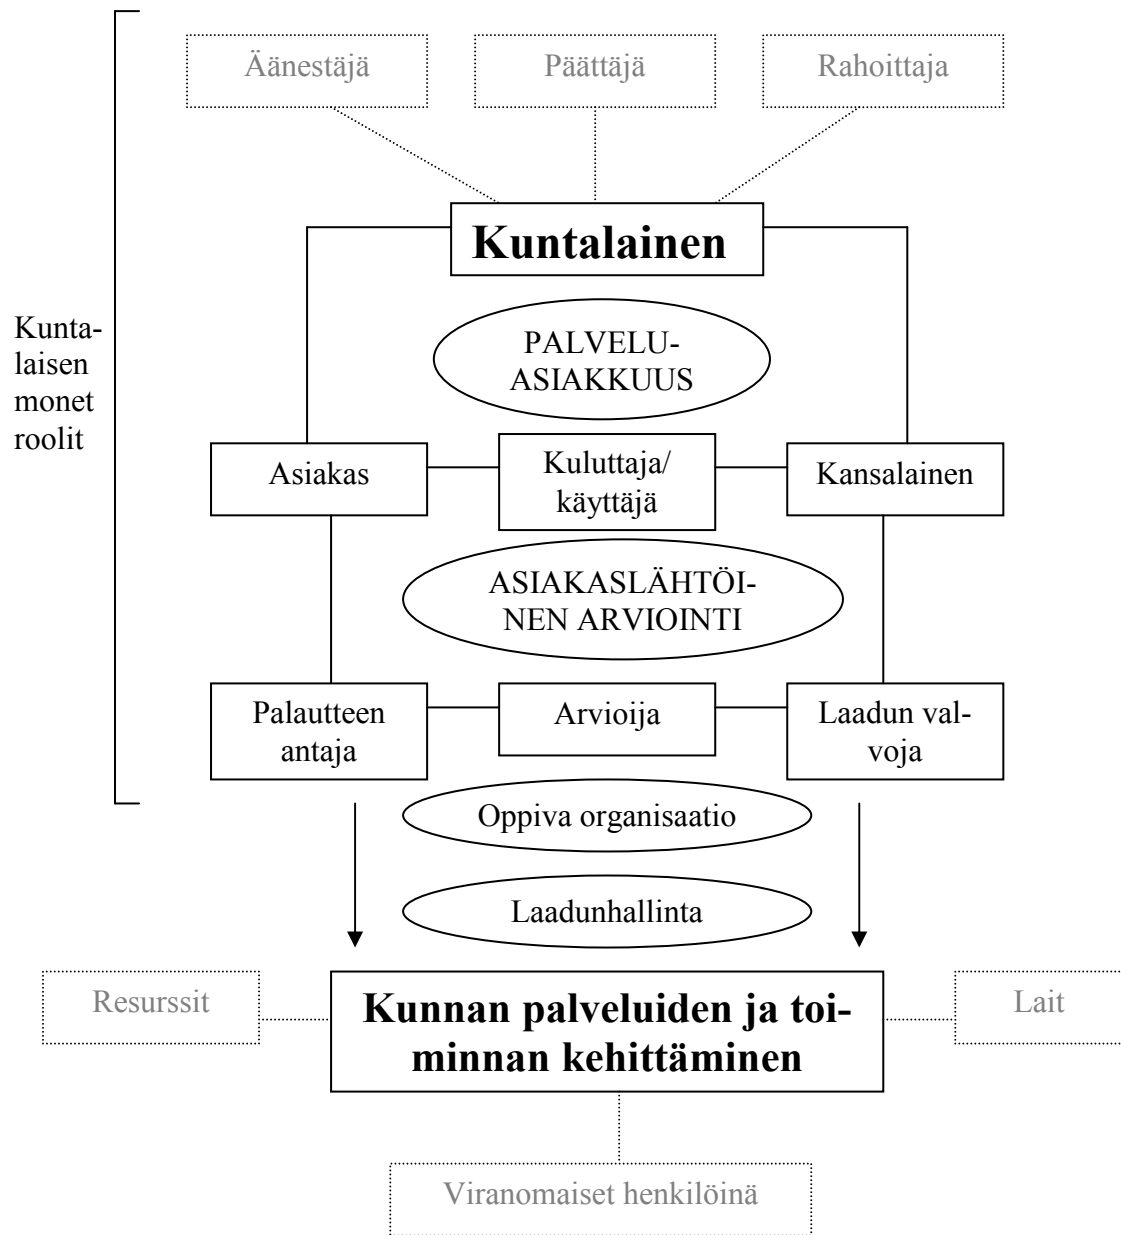 Äänestäjä
Päättäjä
Rahoittaja
Kuntalainen
Kunta-
laisen
monet
roolit
PALVELU-
ASIAKKUUS
Asiakas
Kuluttaja/
käyttäjä
Kansalainen
ASIAKASLÄHTÖI-
NEN ARVIOINTI
Palautteen
antaja
Arvioija
Laadun val-
voja
Oppiva organisaatio
Laadunhallinta
Resurssit
Kunnan palveluiden ja toi-
minnan kehittäminen
Lait
Viranomaiset henkilöinä